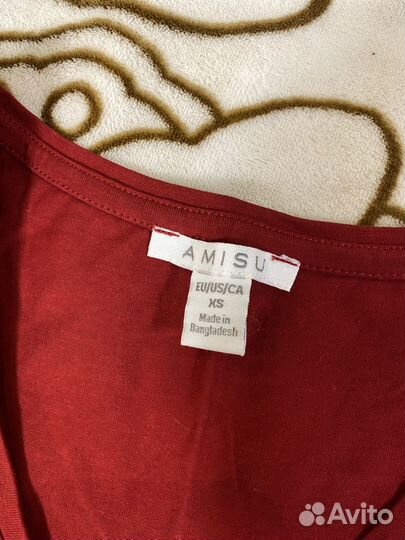 AMISU
EU/US/CA
XS
Made in
Bangladesh
Avito